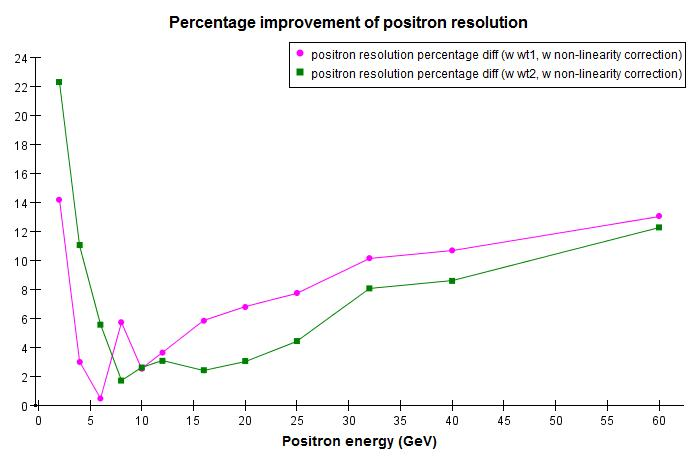 Percentage improvement of positron resolution
positron resolution percentage diff (w wt1, w non-linearity correction)
positron resolution percentage diff (w wt2, w non-linearity correction)
24
22
20
18
16
14
12
10
8
6
4
2
0
0 5 10 15 20 25 30 35 40 45 50 55 60
Positron energy (GeV)